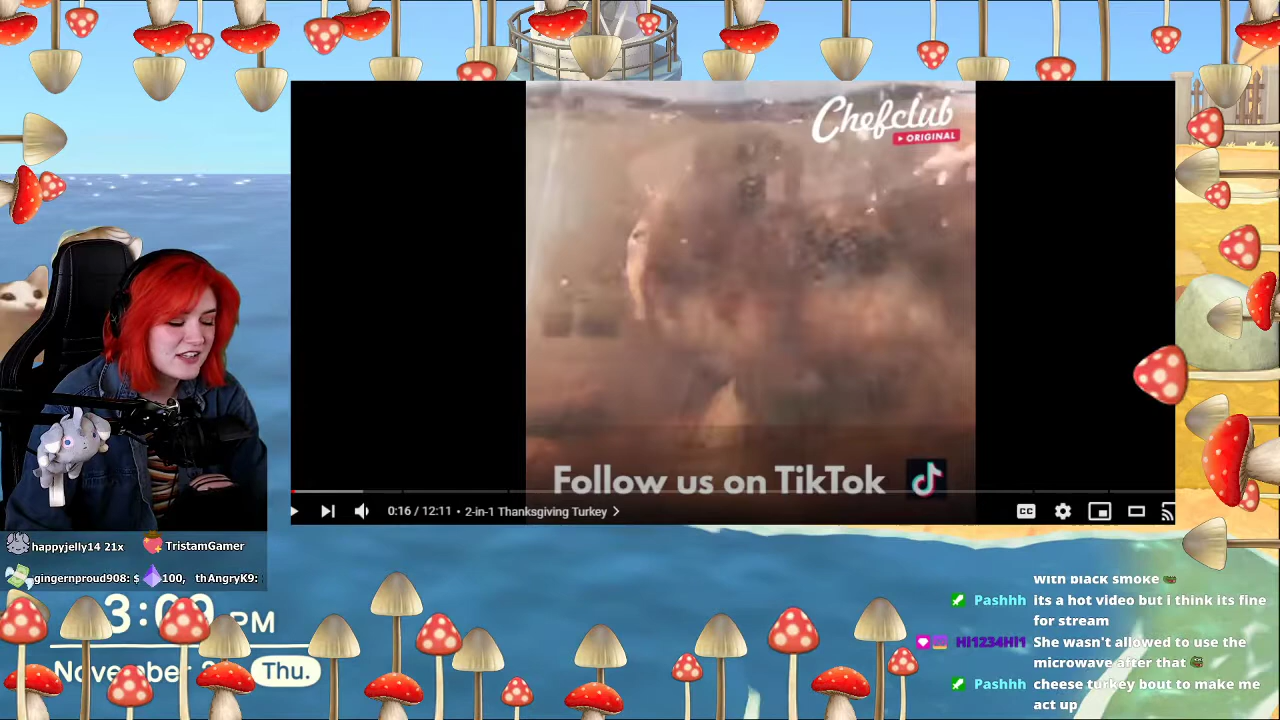 Chefclub
ORIGINAL
Follow us on TikTok
0:16 / 12:11 • 2-in-1 Thanksgiving Turkey >
CC
happyjelly14 21x TristamGamer
gingernproud908: $ 100, thAngryK9:
PM
November
Thu.
with black smoke
Pashhh its a hot video but i think its fine
for stream
Hi1234Hi1 She wasn't allowed to use the
microwave after that
Pashhh cheese turkey bout to make me
act up